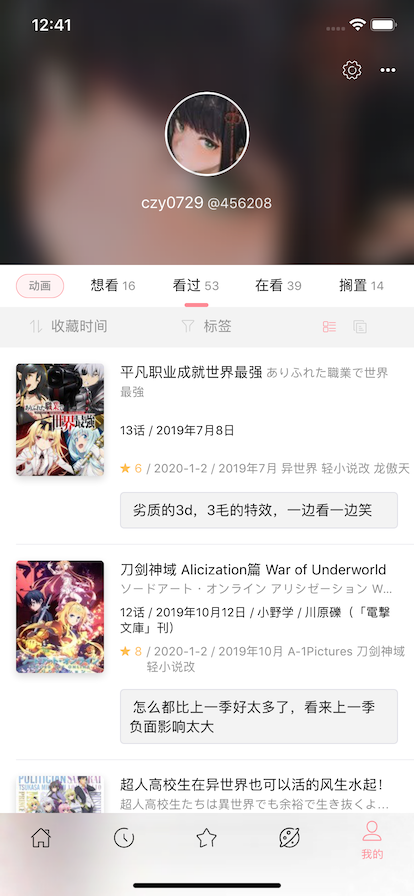 12:41
czy0729 @456208
动画 想看 16 看过 53 在看 39 搁置 14
收藏时间 标签
平凡职业成就世界最强 ありふれた職業で世界
最強
13话 / 2019年7月8日
6 / 2020-1-2 / 2019年7月 异世界 轻小说改 龙傲天
劣质的3d，3毛的特效，一边看一边笑
刀剑神域 Alicization篇 War of Underworld
ソードアート・オンライン アリシゼーション W...
12话 / 2019年10月12日 / 小野学 / 川原礫（「電撃
文庫」刊）
8 / 2020-1-2 / 2019年10月 A-1Pictures 刀剑神域
轻小说改
怎么都比上一季好太多了，看来上一季
负面影响太大
超人高校生在异世界也可以活的风生水起！
超人高校生たちは異世界でも余裕で生き抜くよ...
我的